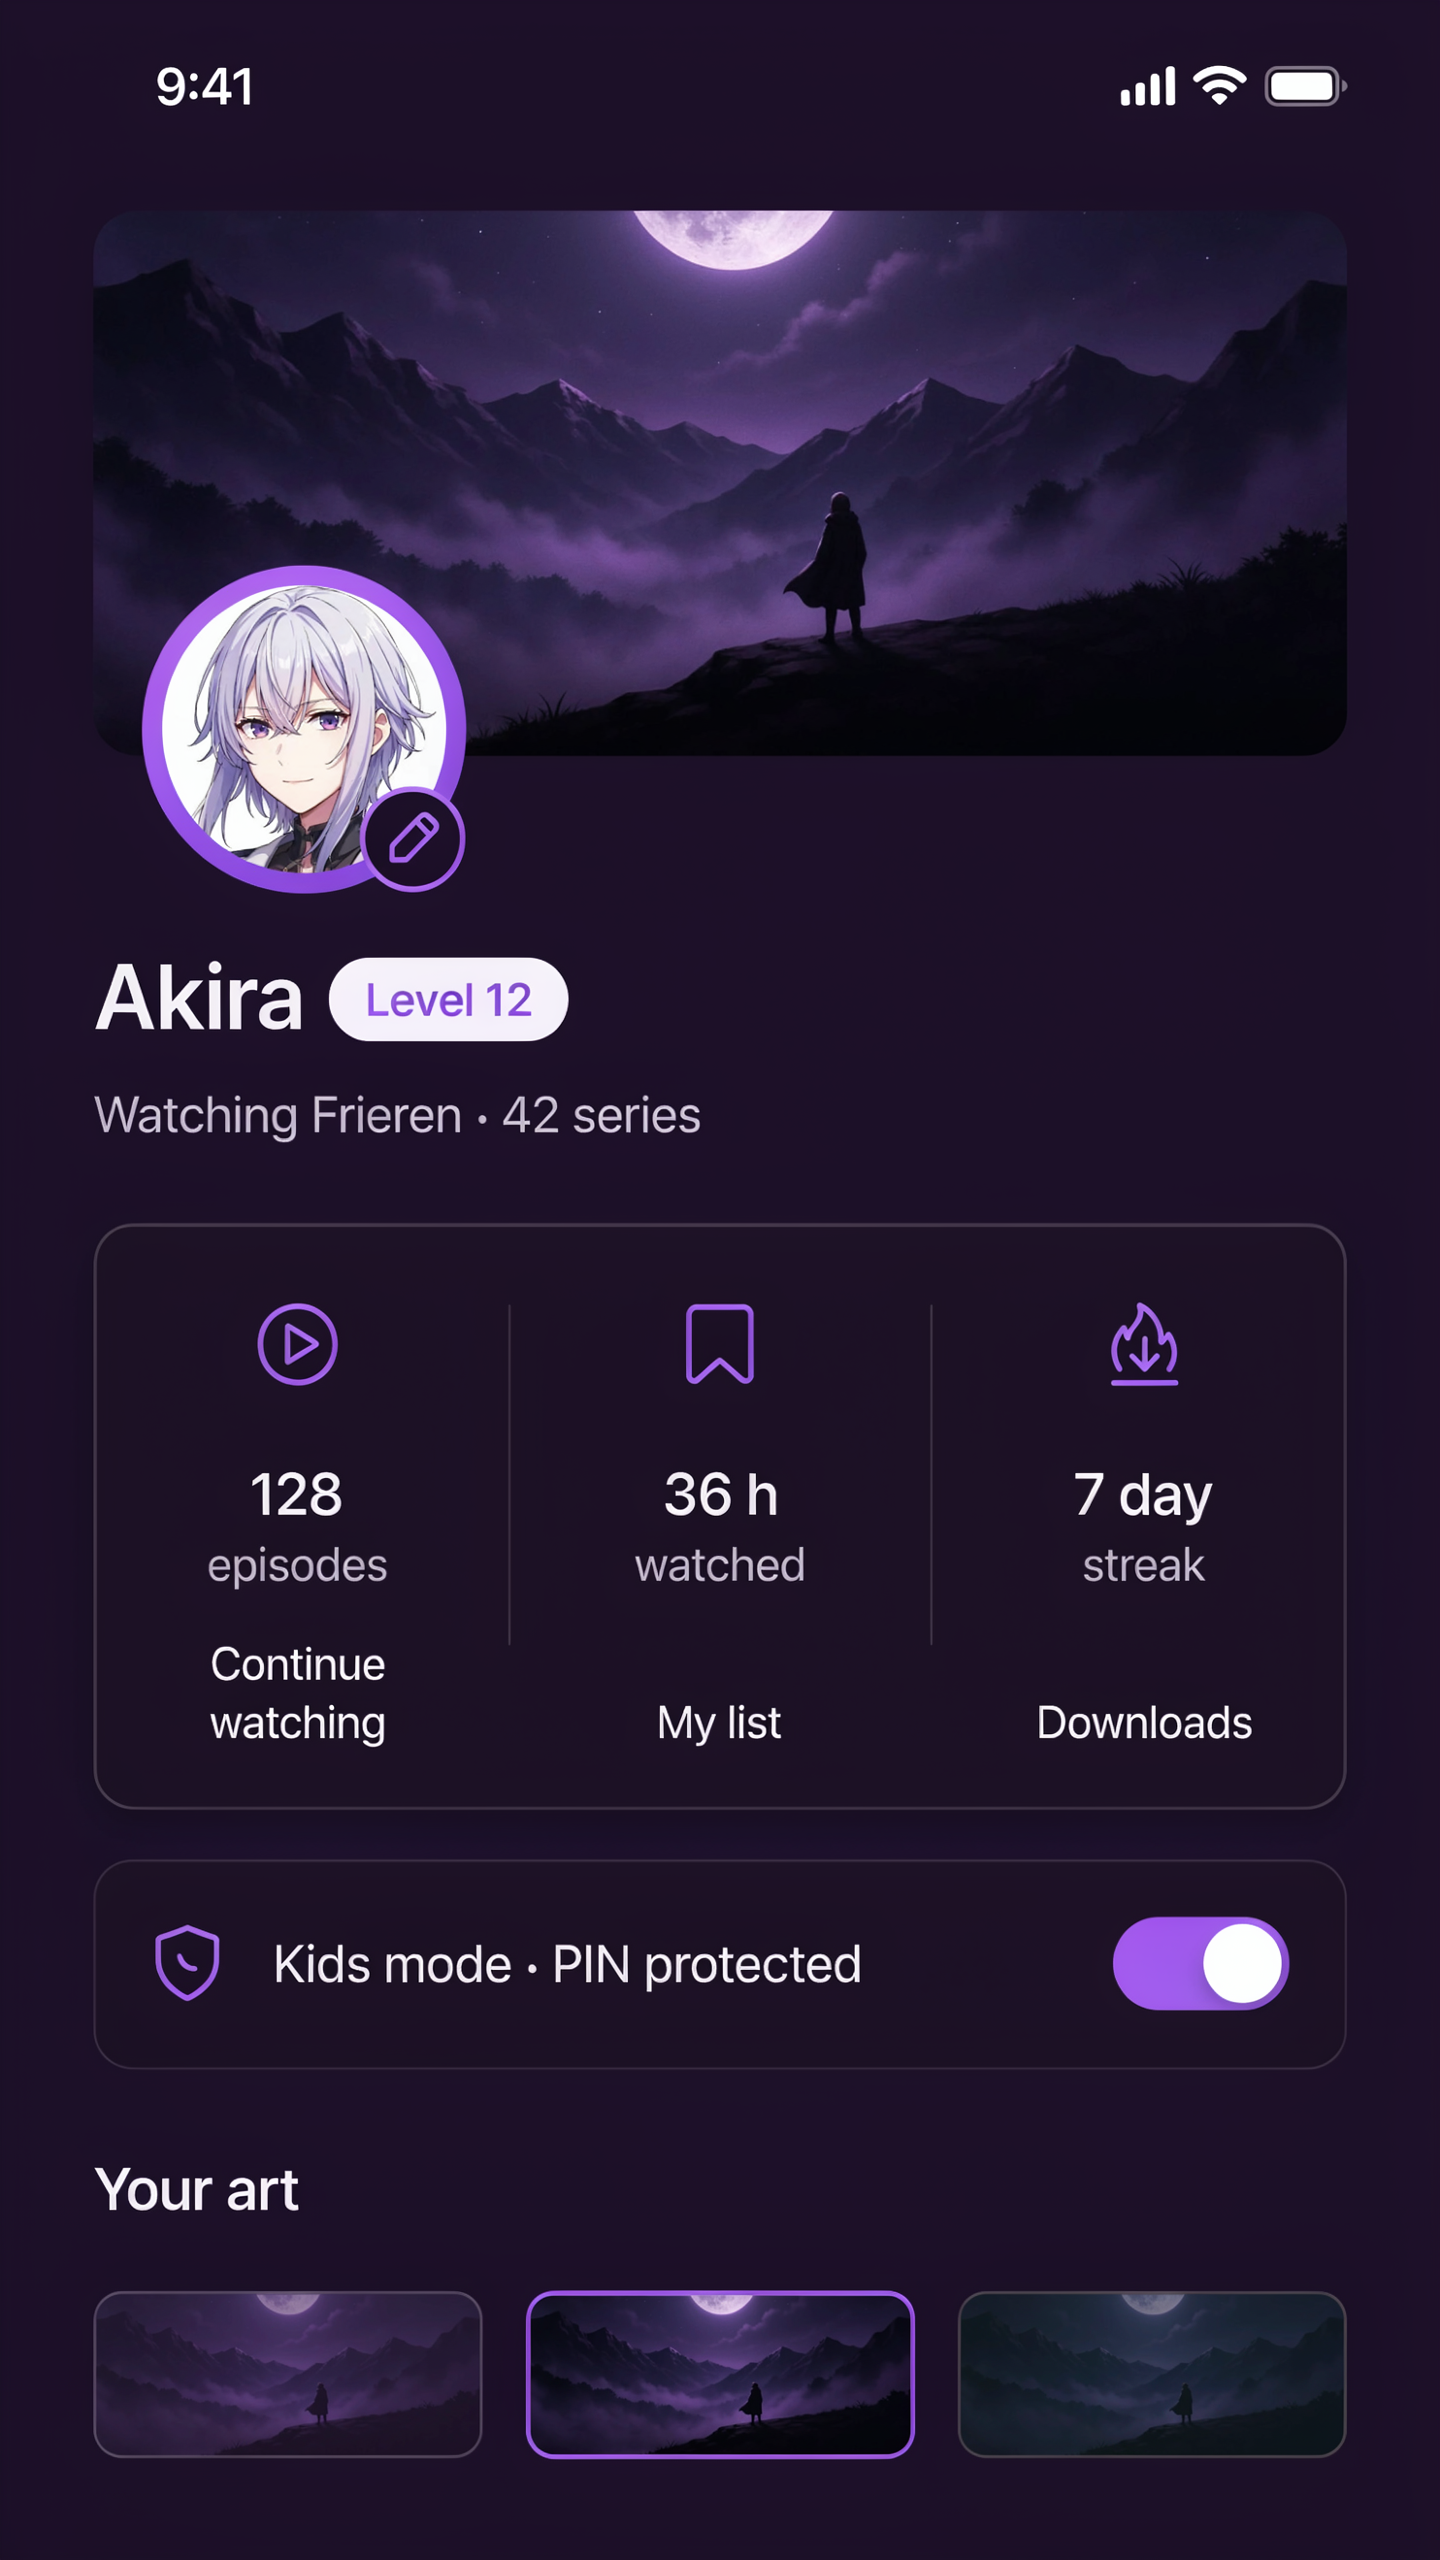 9:41
Akira
Level 12
Watching Frieren · 42 series
128
episodes
Continue
watching
36 h
watched
My list
7 day
streak
Downloads
Kids mode · PIN protected
Your art